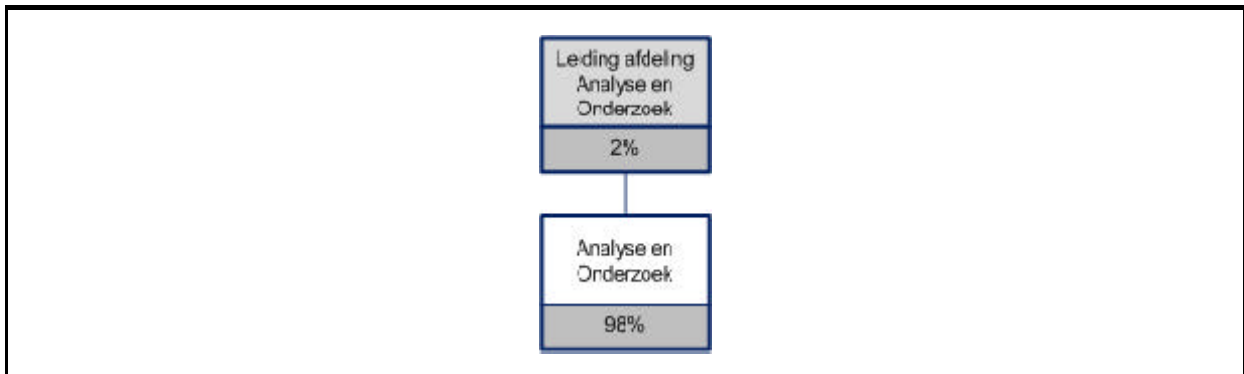 Leiding afdeling
Analyse en
Onderzoek
2%
Analyse en
Onderzoek
98%